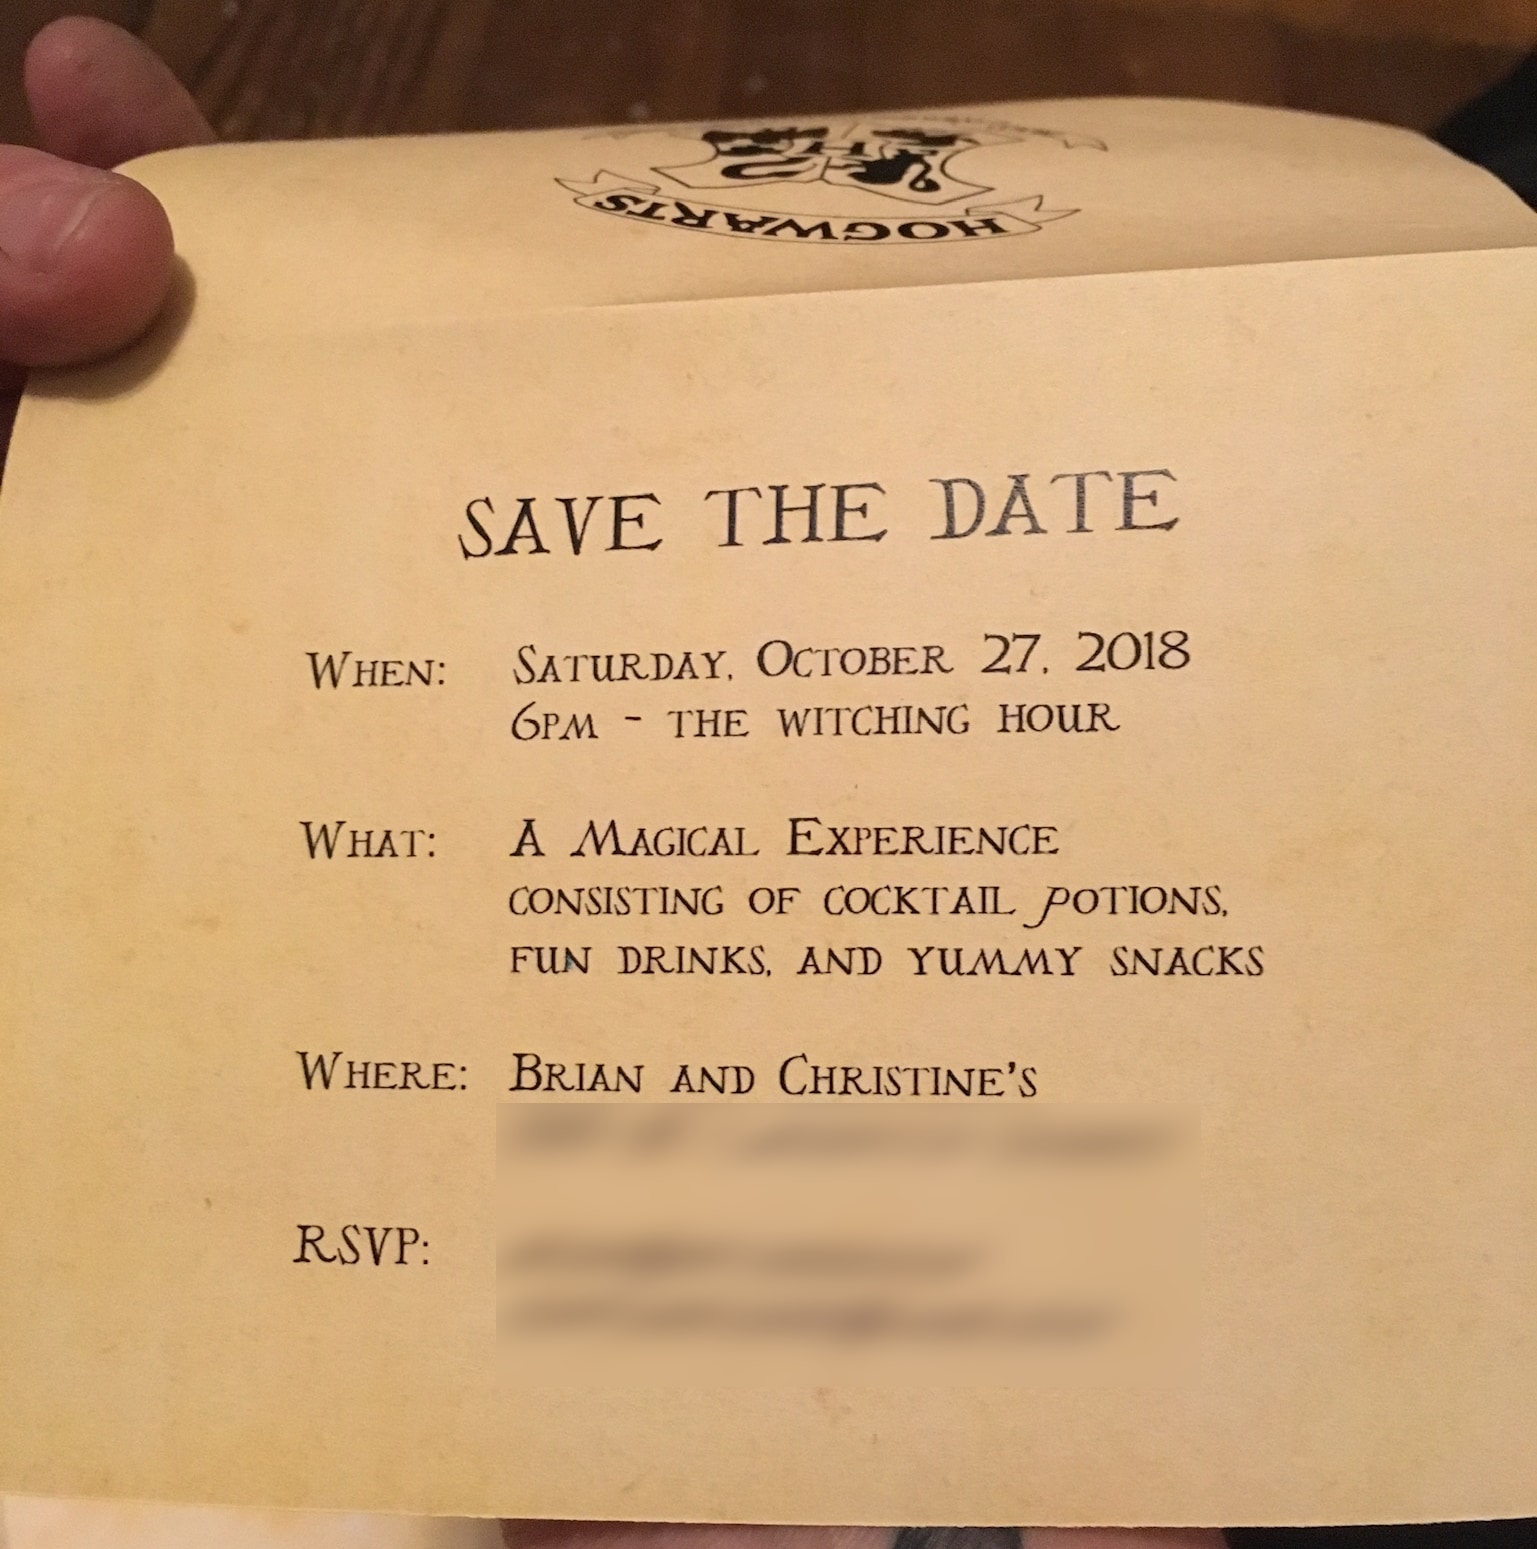 HOGWARTS
H
SAVE THE DATE
WHEN: SATURDAY, OCTOBER 27, 2018
6PM - THE WITCHING HOUR
WHAT: A MAGICAL EXPERIENCE
CONSISTING OF COCKTAIL POTIONS,
FUN DRINKS, AND YUMMY SNACKS
WHERE: BRIAN AND CHRISTINE'S
RSVP: